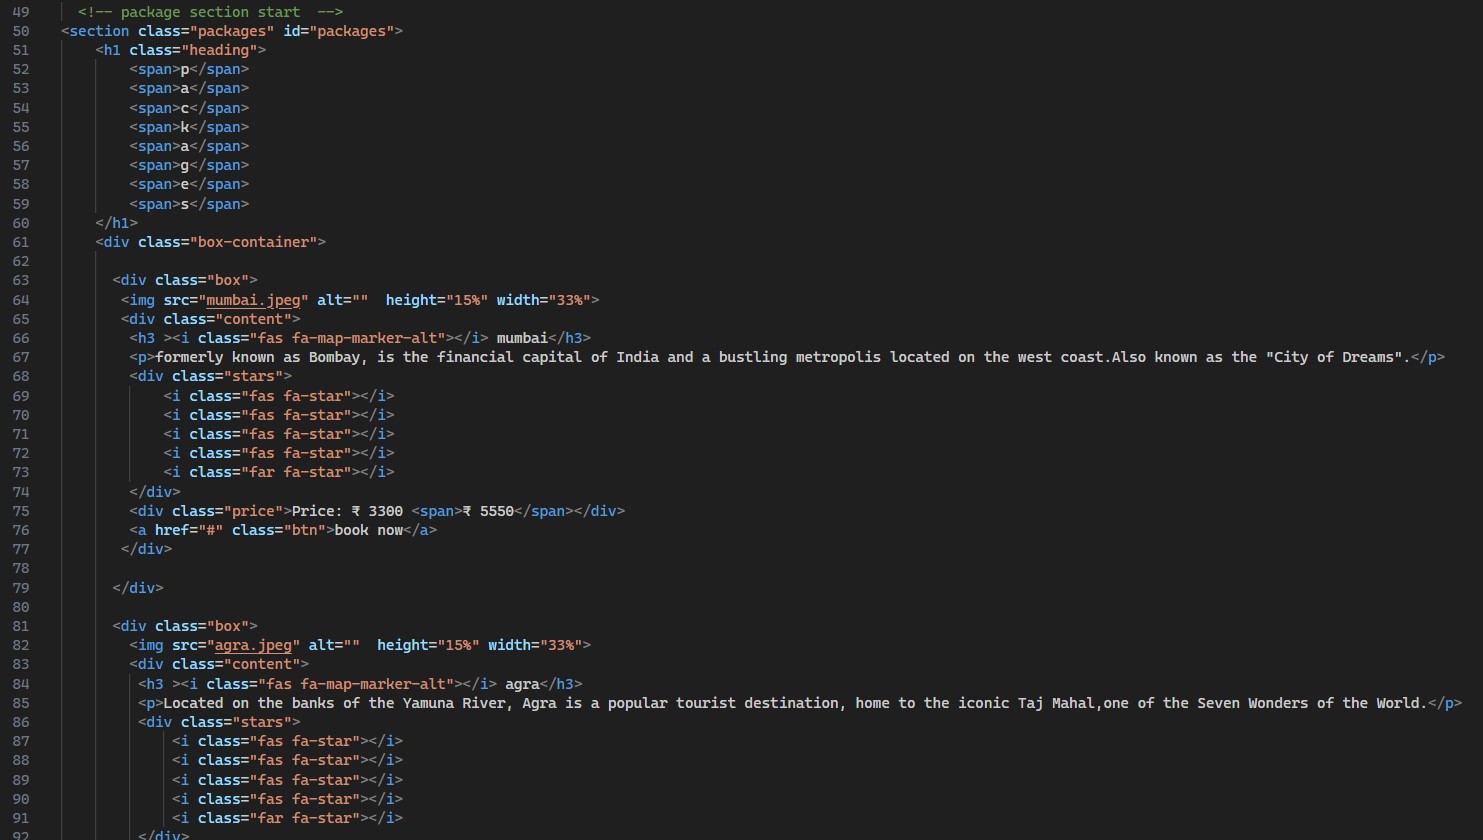 49 <!-- package section start  -->
50 <section class="packages" id="packages">
51 <h1 class="heading">
52 <span>p</span>
53 <span>a</span>
54 <span>c</span>
55 <span>k</span>
56 <span>a</span>
57 <span>g</span>
58 <span>e</span>
59 <span>s</span>
60 </h1>
61 <div class="box-container">
62
63 <div class="box">
64 <img src="mumbai.jpeg" alt=""  height="15%" width="33%">
65 <div class="content">
66 <h3 ><i class="fas fa-map-marker-alt"></i> mumbai</h3>
67 <p>formerly known as Bombay, is the financial capital of India and a bustling metropolis located on the west coast.Also known as the "City of Dreams".</p>
68 <div class="stars">
69 <i class="fas fa-star"></i>
70 <i class="fas fa-star"></i>
71 <i class="fas fa-star"></i>
72 <i class="fas fa-star"></i>
73 <i class="far fa-star"></i>
74 </div>
75 <div class="price">Price: ₹ 3300 <span>₹ 5550</span></div>
76 <a href="#" class="btn">book now</a>
77 </div>
78
79 </div>
80
81 <div class="box">
82 <img src="agra.jpeg" alt=""  height="15%" width="33%">
83 <div class="content">
84 <h3 ><i class="fas fa-map-marker-alt"></i> agra</h3>
85 <p>Located on the banks of the Yamuna River, Agra is a popular tourist destination, home to the iconic Taj Mahal,one of the Seven Wonders of the World.</p>
86 <div class="stars">
87 <i class="fas fa-star"></i>
88 <i class="fas fa-star"></i>
89 <i class="fas fa-star"></i>
90 <i class="fas fa-star"></i>
91 <i class="far fa-star"></i>
92 </div>